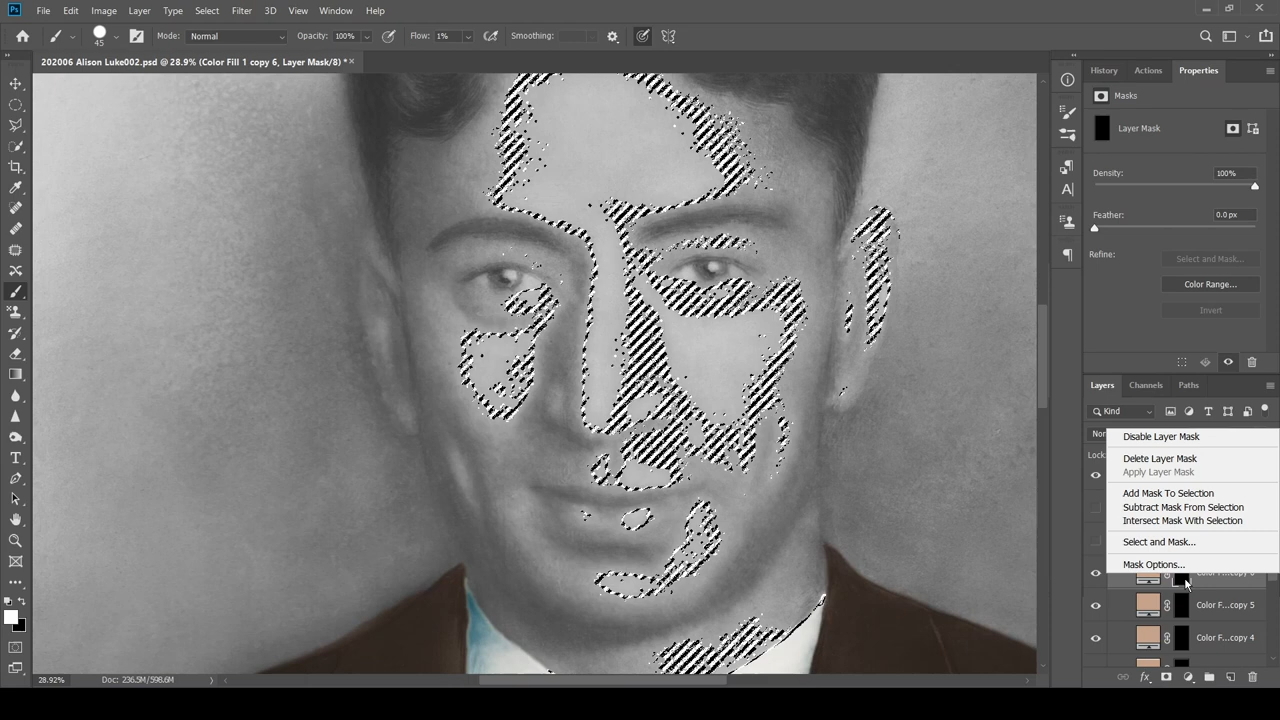 Ps File Edit Image Layer Type Select Filter 3D View Window Help
45 Mode: Normal Opacity: 100% Flow: 1% Smoothing:
202006 Alison Luke002.psd @ 28.9% (Color Fill 1 copy 6, Layer Mask/8) *
History Actions Properties
Masks
Layer Mask
Density: 100%
Feather: 0.0 px
Refine: Select and Mask...
Color Range...
Invert
Layers Channels Paths
Kind
Nor
Lock
Disable Layer Mask
Delete Layer Mask
Apply Layer Mask
Add Mask To Selection
Subtract Mask From Selection
Intersect Mask With Selection
Select and Mask...
Mask Options...
Color F...copy 5
Color F...copy 4
28.92% Doc: 236.5M/598.6M